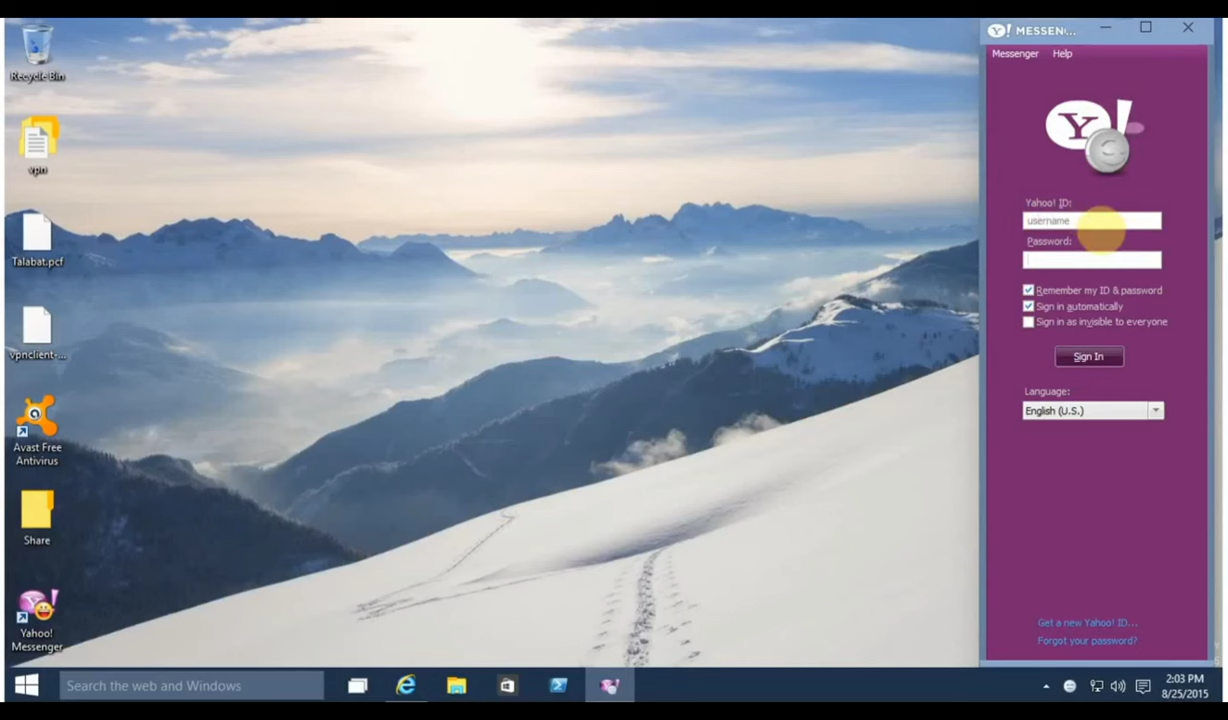 Recycle Bin
vpn
Talabat.pcf
vpnclient-...
Avast Free
Antivirus
Share
Yahoo!
Messenger
Y! MESSEN...
Messenger Help
Y!
Yahoo! ID:
username
Password:
Remember my ID & password
Sign in automatically
Sign in as invisible to everyone
Sign In
Language:
English (U.S.)
Get a new Yahoo! ID...
Forgot your password?
Search the web and Windows
2:03 PM
8/25/2015